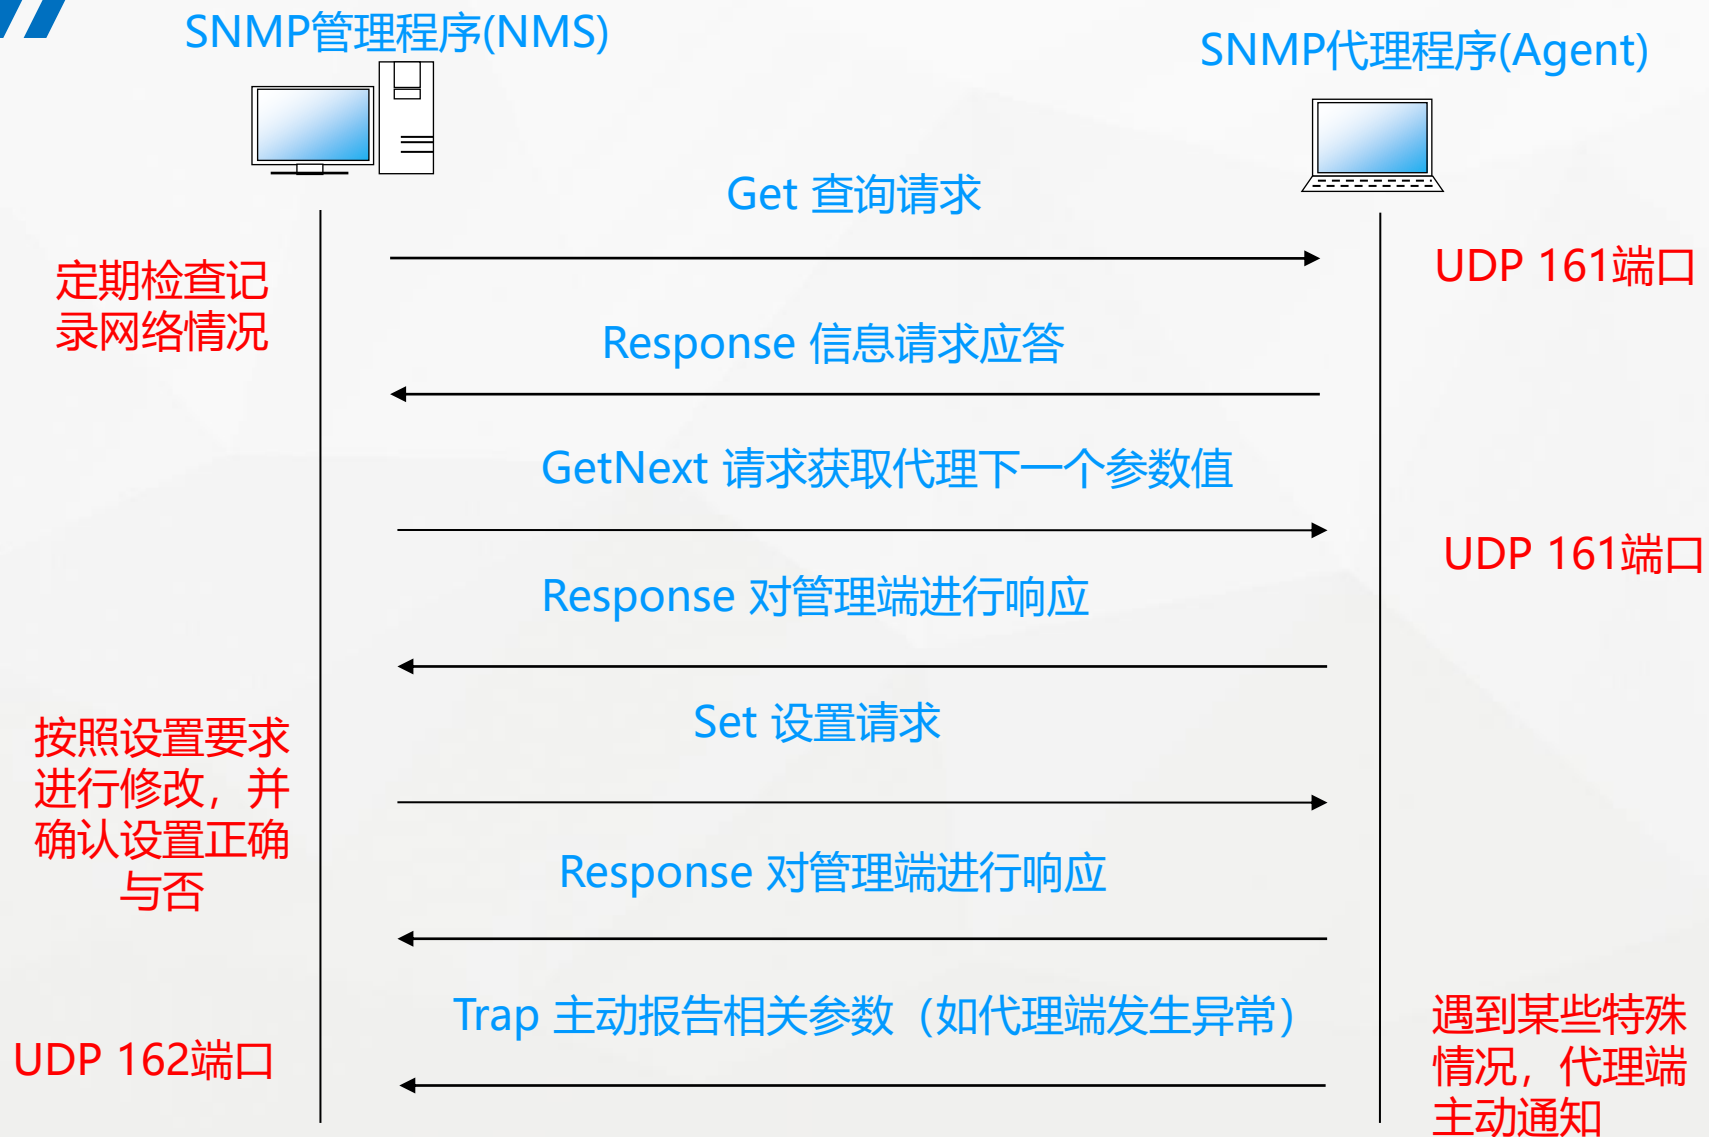 SNMP管理程序(NMS)
SNMP代理程序(Agent)
Get 查询请求
定期检查记
录网络情况
UDP 161端口
Response 信息请求应答
GetNext 请求获取代理下一个参数值
UDP 161端口
Response 对管理端进行响应
Set 设置请求
按照设置要求
进行修改，并
确认设置正确
与否
Response 对管理端进行响应
Trap 主动报告相关参数（如代理端发生异常）
UDP 162端口
遇到某些特殊
情况，代理端
主动通知